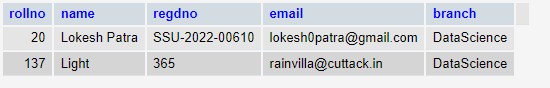 rollno name regdno email branch
20 Lokesh Patra SSU-2022-00610 lokesh0patra@gmail.com DataScience
137 Light 365 rainvilla@cuttack.in DataScience